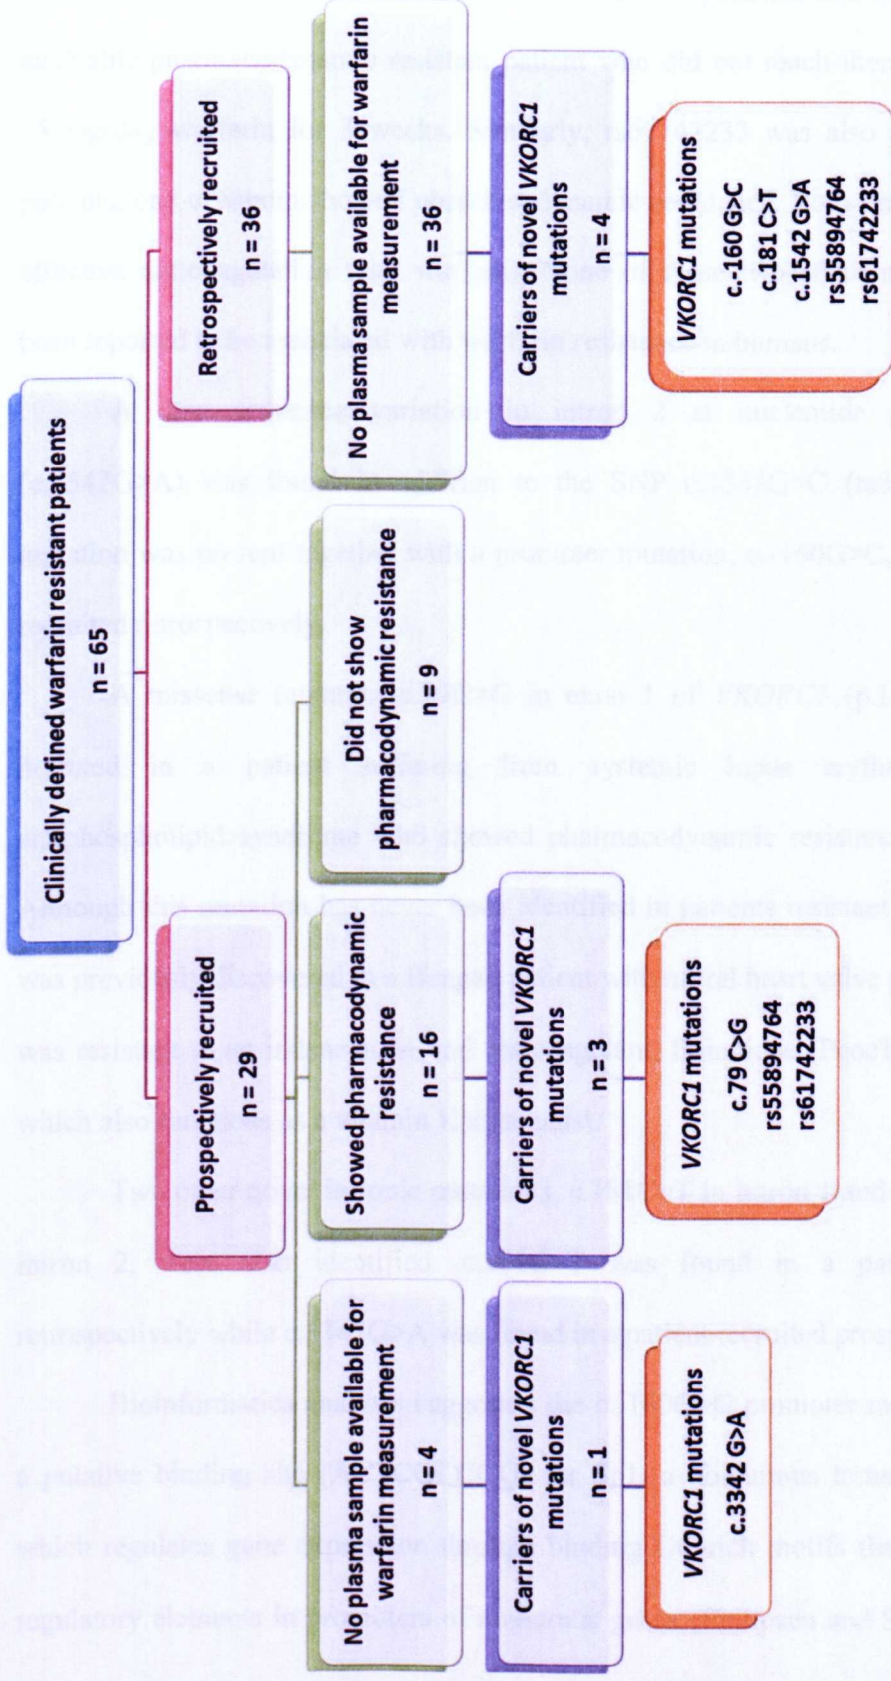 Clinically defined warfarin resistant patients
n = 65
Prospectively recruited
n = 29
Retrospectively recruited
n = 36
No plasma sample available for
warfarin measurement
n = 4
Showed pharmacodynamic
resistance
n = 16
Did not show
pharmacodynamic resistance
n = 9
No plasma sample available for warfarin
measurement
n = 36
Carriers of novel VKORC1
mutations
n = 1
Carriers of novel VKORC1
mutations
n = 3
Carriers of novel VKORC1
mutations
n = 4
VKORC1 mutations
c.3342 G>A
VKORC1 mutations
c.79 C>G
rs55894764
rs61742233
VKORC1 mutations
c.-160 G>C
c.181 C>T
c.1542 G>A
rs55894764
rs61742233